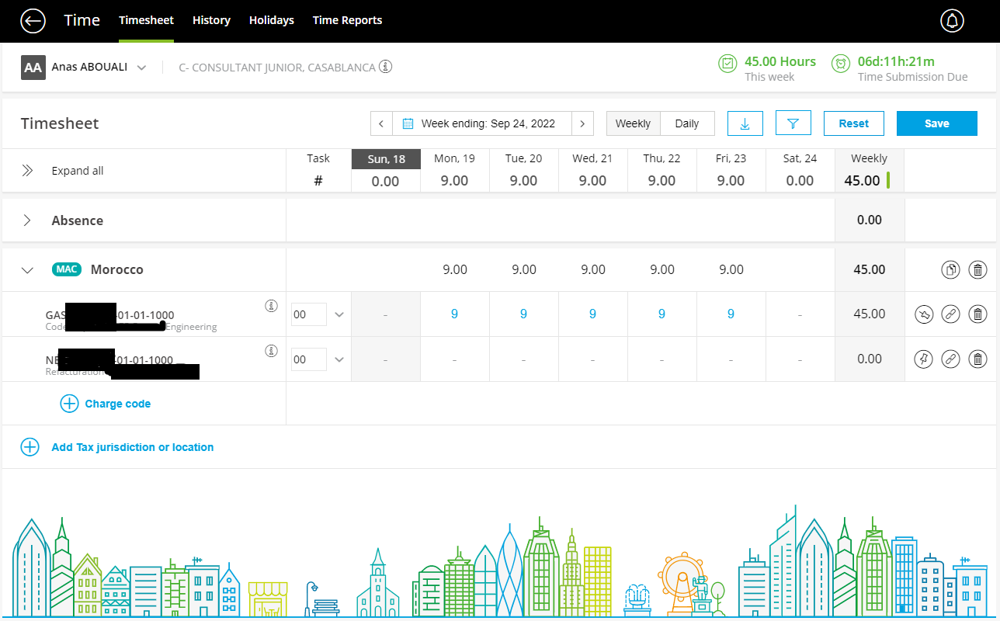 Time Timesheet History Holidays Time Reports
AA Anas ABOUALI C- CONSULTANT JUNIOR, CASABLANCA 45.00 Hours 06d:11h:21m
This week Time Submission Due
Timesheet Week ending: Sep 24, 2022 Weekly Daily Reset Save
Task Sun, 18 Mon, 19 Tue, 20 Wed, 21 Thu, 22 Fri, 23 Sat, 24 Weekly
Expand all
# 0.00 9.00 9.00 9.00 9.00 9.00 0.00 45.00
Absence 0.00
MAC Morocco 9.00 9.00 9.00 9.00 9.00 45.00
GAS -01-01-1000 00 - 9 9 9 9 9 - 45.00
Code Engineering
NE -01-01-1000 00 - - - - - - - 0.00
Refacturation
Charge code
Add Tax jurisdiction or location